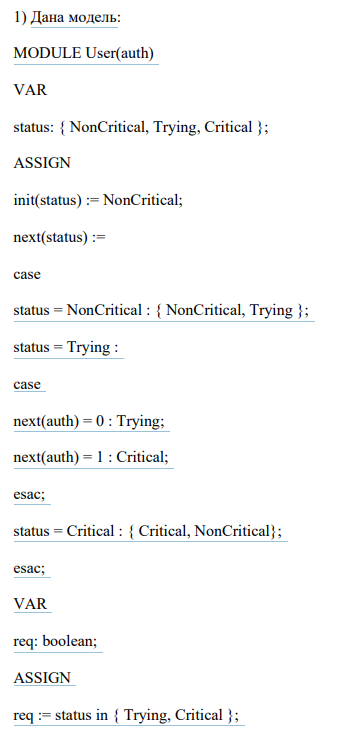 1) Дана модель:
MODULE User(auth)
VAR
status: { NonCritical, Trying, Critical };
ASSIGN
init(status) := NonCritical;
next(status) :=
case
status = NonCritical : { NonCritical, Trying };
status = Trying :
case
next(auth) = 0 : Trying;
next(auth) = 1 : Critical;
esac;
status = Critical : { Critical, NonCritical};
esac;
VAR
req: boolean;
ASSIGN
req := status in { Trying, Critical };